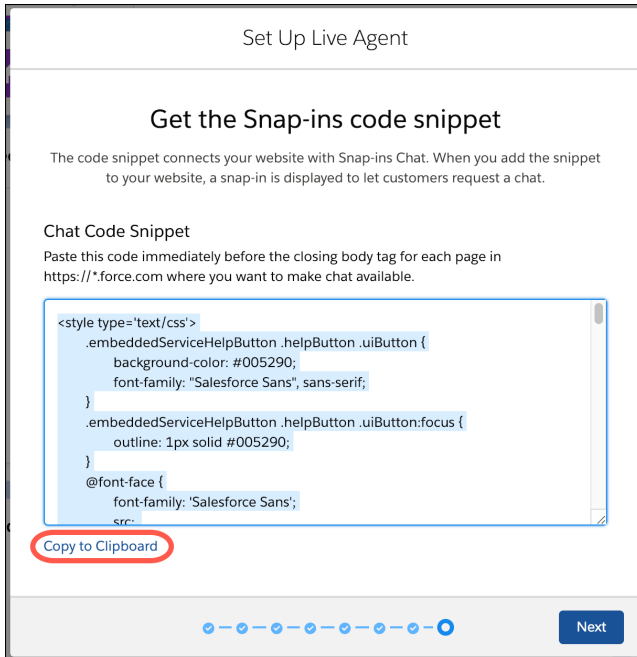 Set Up Live Agent
Get the Snap-ins code snippet
The code snippet connects your website with Snap-ins Chat. When you add the snippet
to your website, a snap-in is displayed to let customers request a chat.
Chat Code Snippet
Paste this code immediately before the closing body tag for each page in
https://*.force.com where you want to make chat available.
<style type='text/css'>
.embeddedServiceHelpButton .helpButton .uiButton {
background-color: #005290;
font-family: "Salesforce Sans", sans-serif;
}
.embeddedServiceHelpButton .helpButton .uiButton:focus {
outline: 1px solid #005290;
}
@font-face {
font-family: 'Salesforce Sans';
src:
Copy to Clipboard
Next